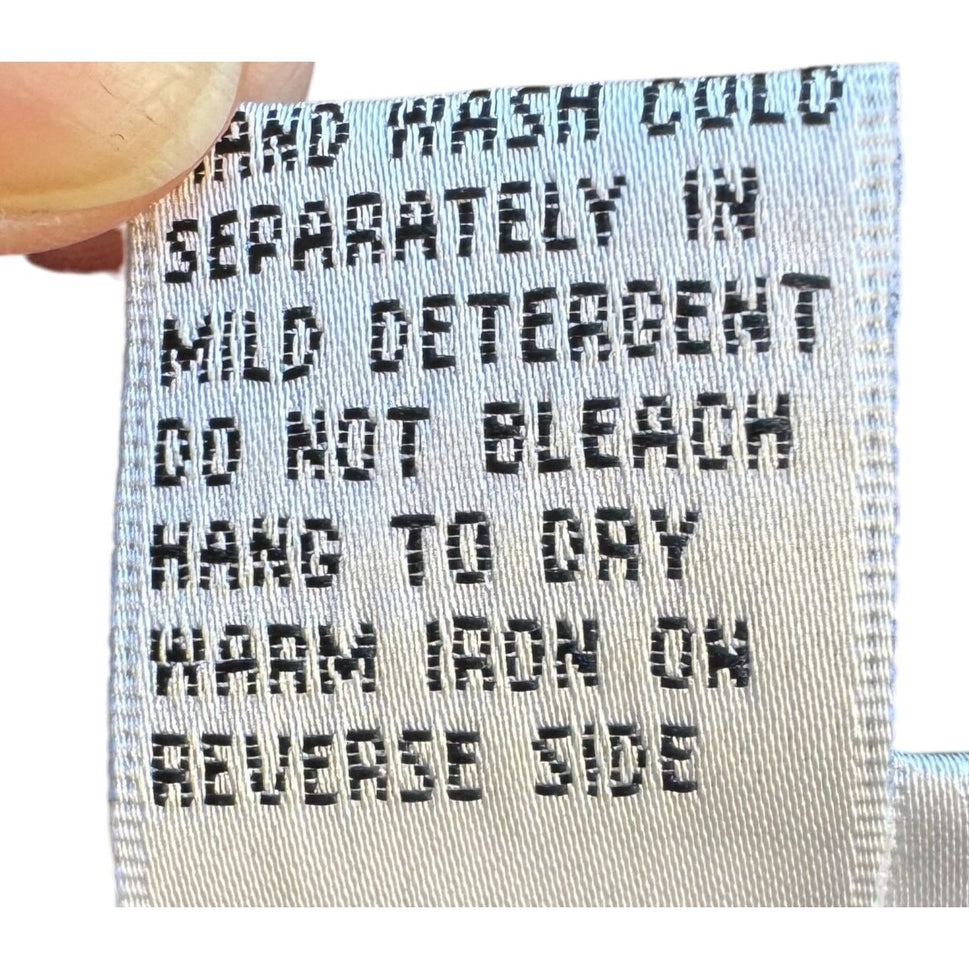 HAND WASH COLD
SEPARATELY IN
MILD DETERGENT
DO NOT BLEACH
HANG TO DRY
WARM IRON ON
REVERSE SIDE